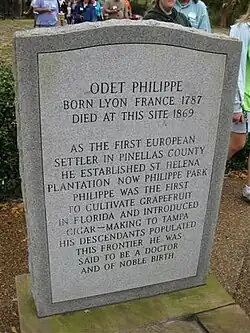 ODET PHILIPPE
BORN LYON FRANCE 1787
DIED AT THIS SITE 1869
AS THE FIRST EUROPEAN
SETTLER IN PINELLAS COUNTY
HE ESTABLISHED ST HELENA
PLANTATION NOW PHILIPPE PARK
PHILIPPE WAS THE FIRST
TO CULTIVATE GRAPEFRUIT
IN FLORIDA AND INTRODUCED
CIGAR-MAKING TO TAMPA
HIS DESCENDANTS POPULATED
THIS FRONTIER HE WAS
SAID TO BE A DOCTOR
AND OF NOBLE BIRTH